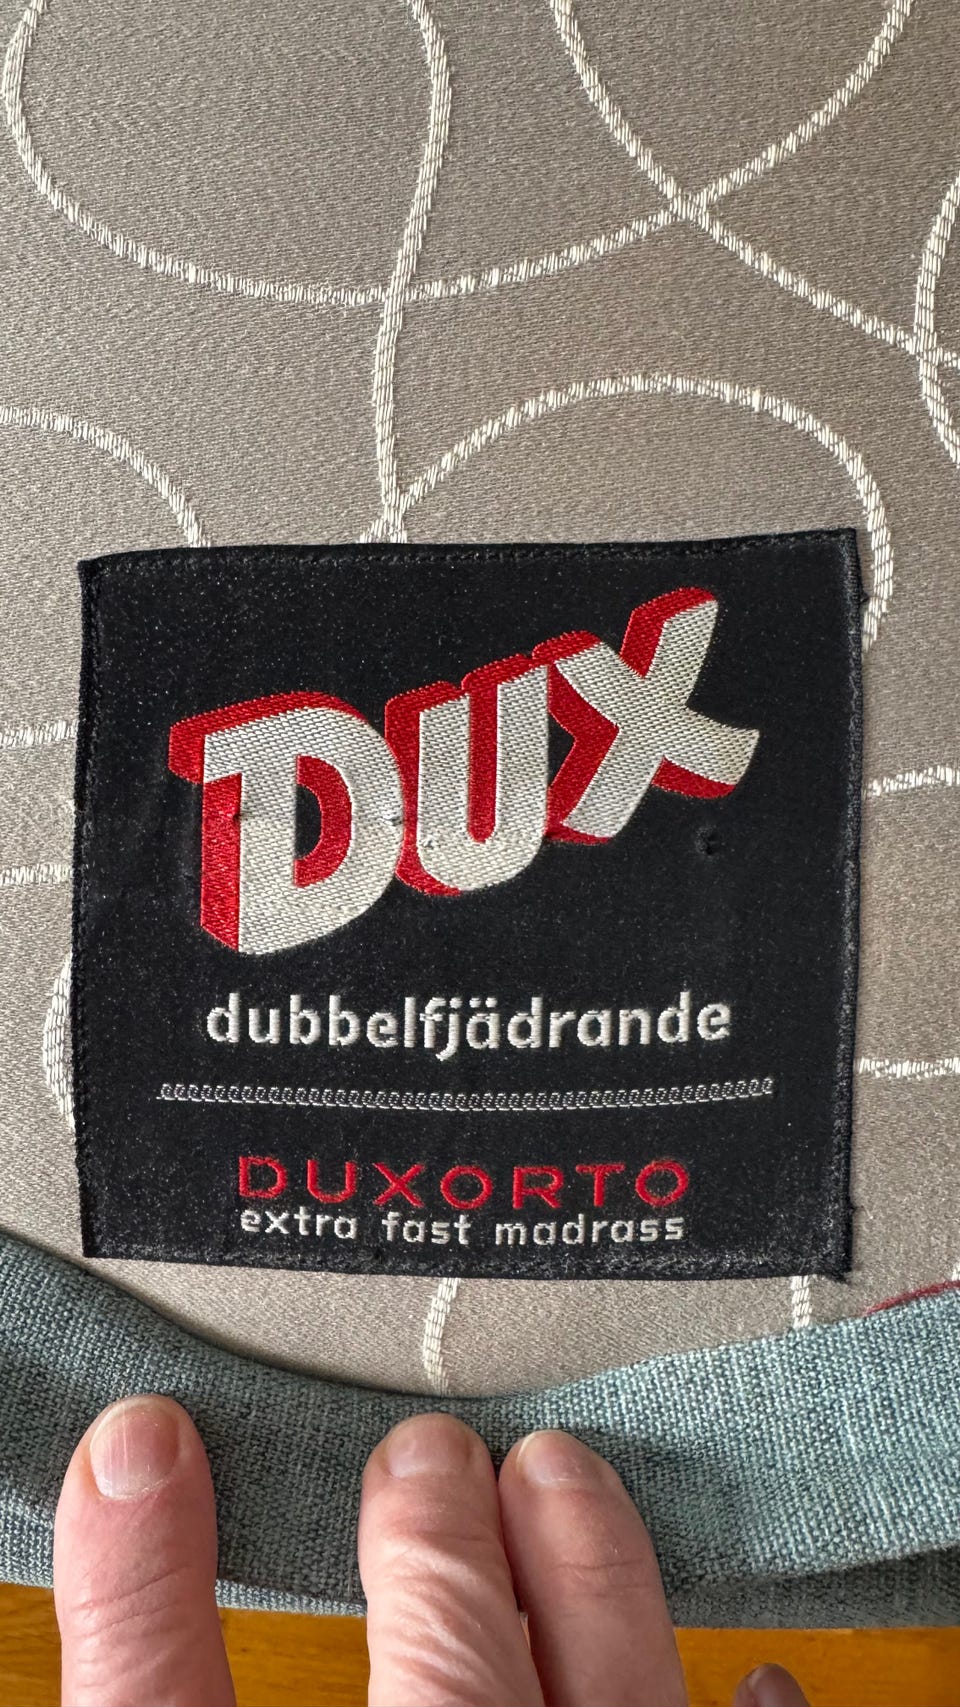 DUX
dubbelfjädrande
DUXORTO
extra fast madrass